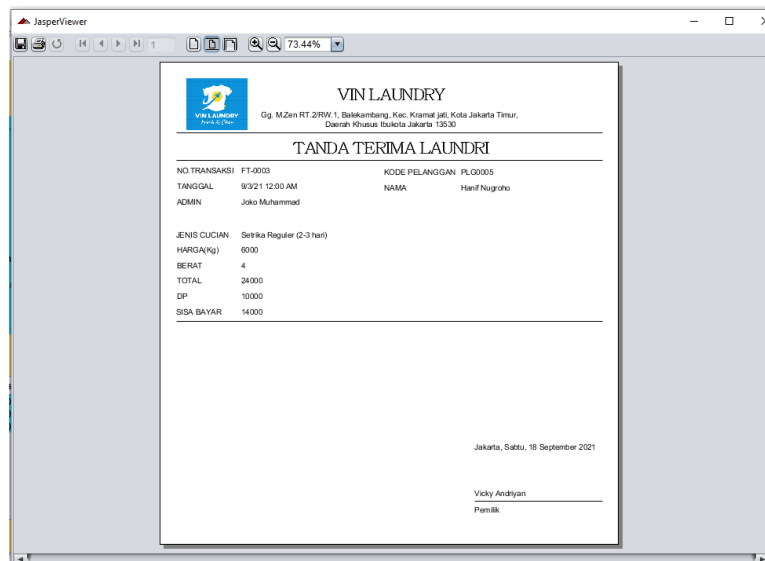 JasperViewer
1
73.44%
VIN LAUNDRY
VIN LAUNDRY
Gg. M.Zen RT.2/RW.1, Balekambang, Kec. Kramat jati, Kota Jakarta Timur,
Daerah Khusus Ibukota Jakarta 13530
TANDA TERIMA LAUNDRI
NO.TRANSAKSI FT-0003 KODE PELANGGAN PLG0005
TANGGAL 9/3/21 12:00 AM NAMA Hanif Nugroho
ADMIN Joko Muhammad
JENIS CUCIAN Setrika Reguler (2-3 hari)
HARGA(Kg) 6000
BERAT 4
TOTAL 24000
DP 10000
SISA BAYAR 14000
Jakarta, Sabtu, 18 September 2021
Vicky Andriyan
Pemilik